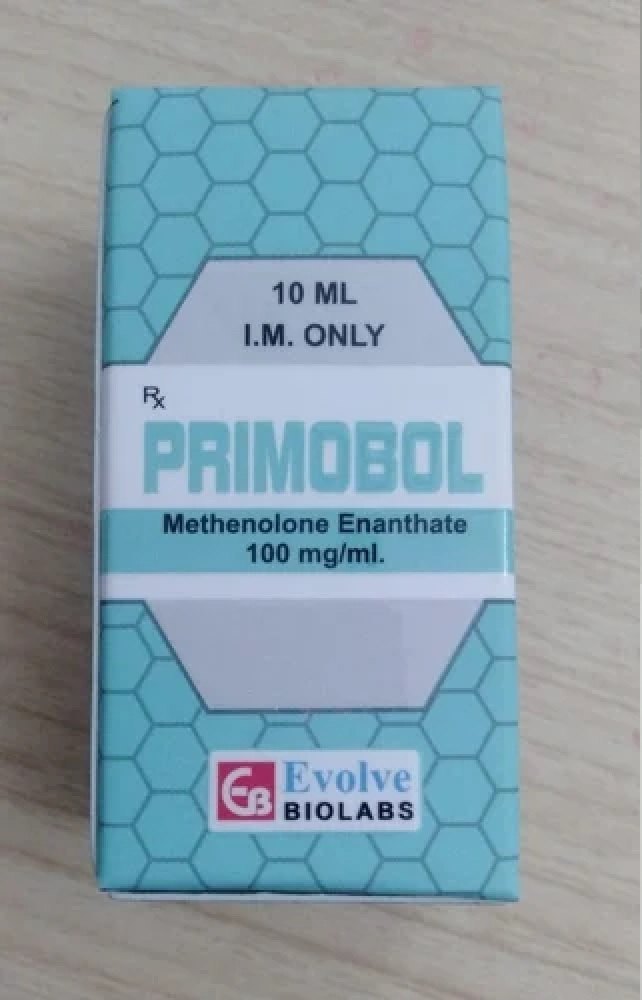 10 ML
I.M. ONLY
Rx
PRIMOBOL
Methenolone Enanthate
100 mg/ml.
EB
Evolve
BIOLABS